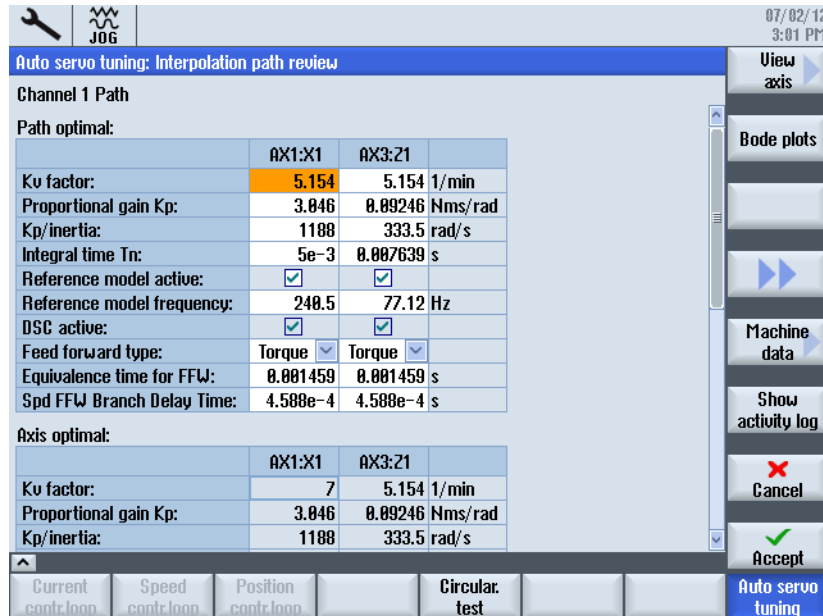 07/02/12
JOG
3:01 PM
Auto servo tuning: Interpolation path review
View axis
Channel 1 Path
Path optimal:
Bode plots
AX1:X1 AX3:Z1
Kv factor: 5.154 5.154 1/min
Proportional gain Kp: 3.046 0.09246 Nms/rad
Kp/inertia: 1188 333.5 rad/s
Integral time Tn: 5e-3 0.007639 s
Reference model active:
Reference model frequency: 240.5 77.12 Hz
DSC active:
Machine data
Feed forward type: Torque Torque
Equivalence time for FFW: 0.001459 0.001459 s
Spd FFW Branch Delay Time: 4.588e-4 4.588e-4 s
Show activity log
Axis optimal:
AX1:X1 AX3:Z1
Kv factor: 7 5.154 1/min
Cancel
Proportional gain Kp: 3.046 0.09246 Nms/rad
Kp/inertia: 1188 333.5 rad/s
Accept
Current contr.loop
Speed contr.loop
Position contr.loop
Circular. test
Auto servo tuning